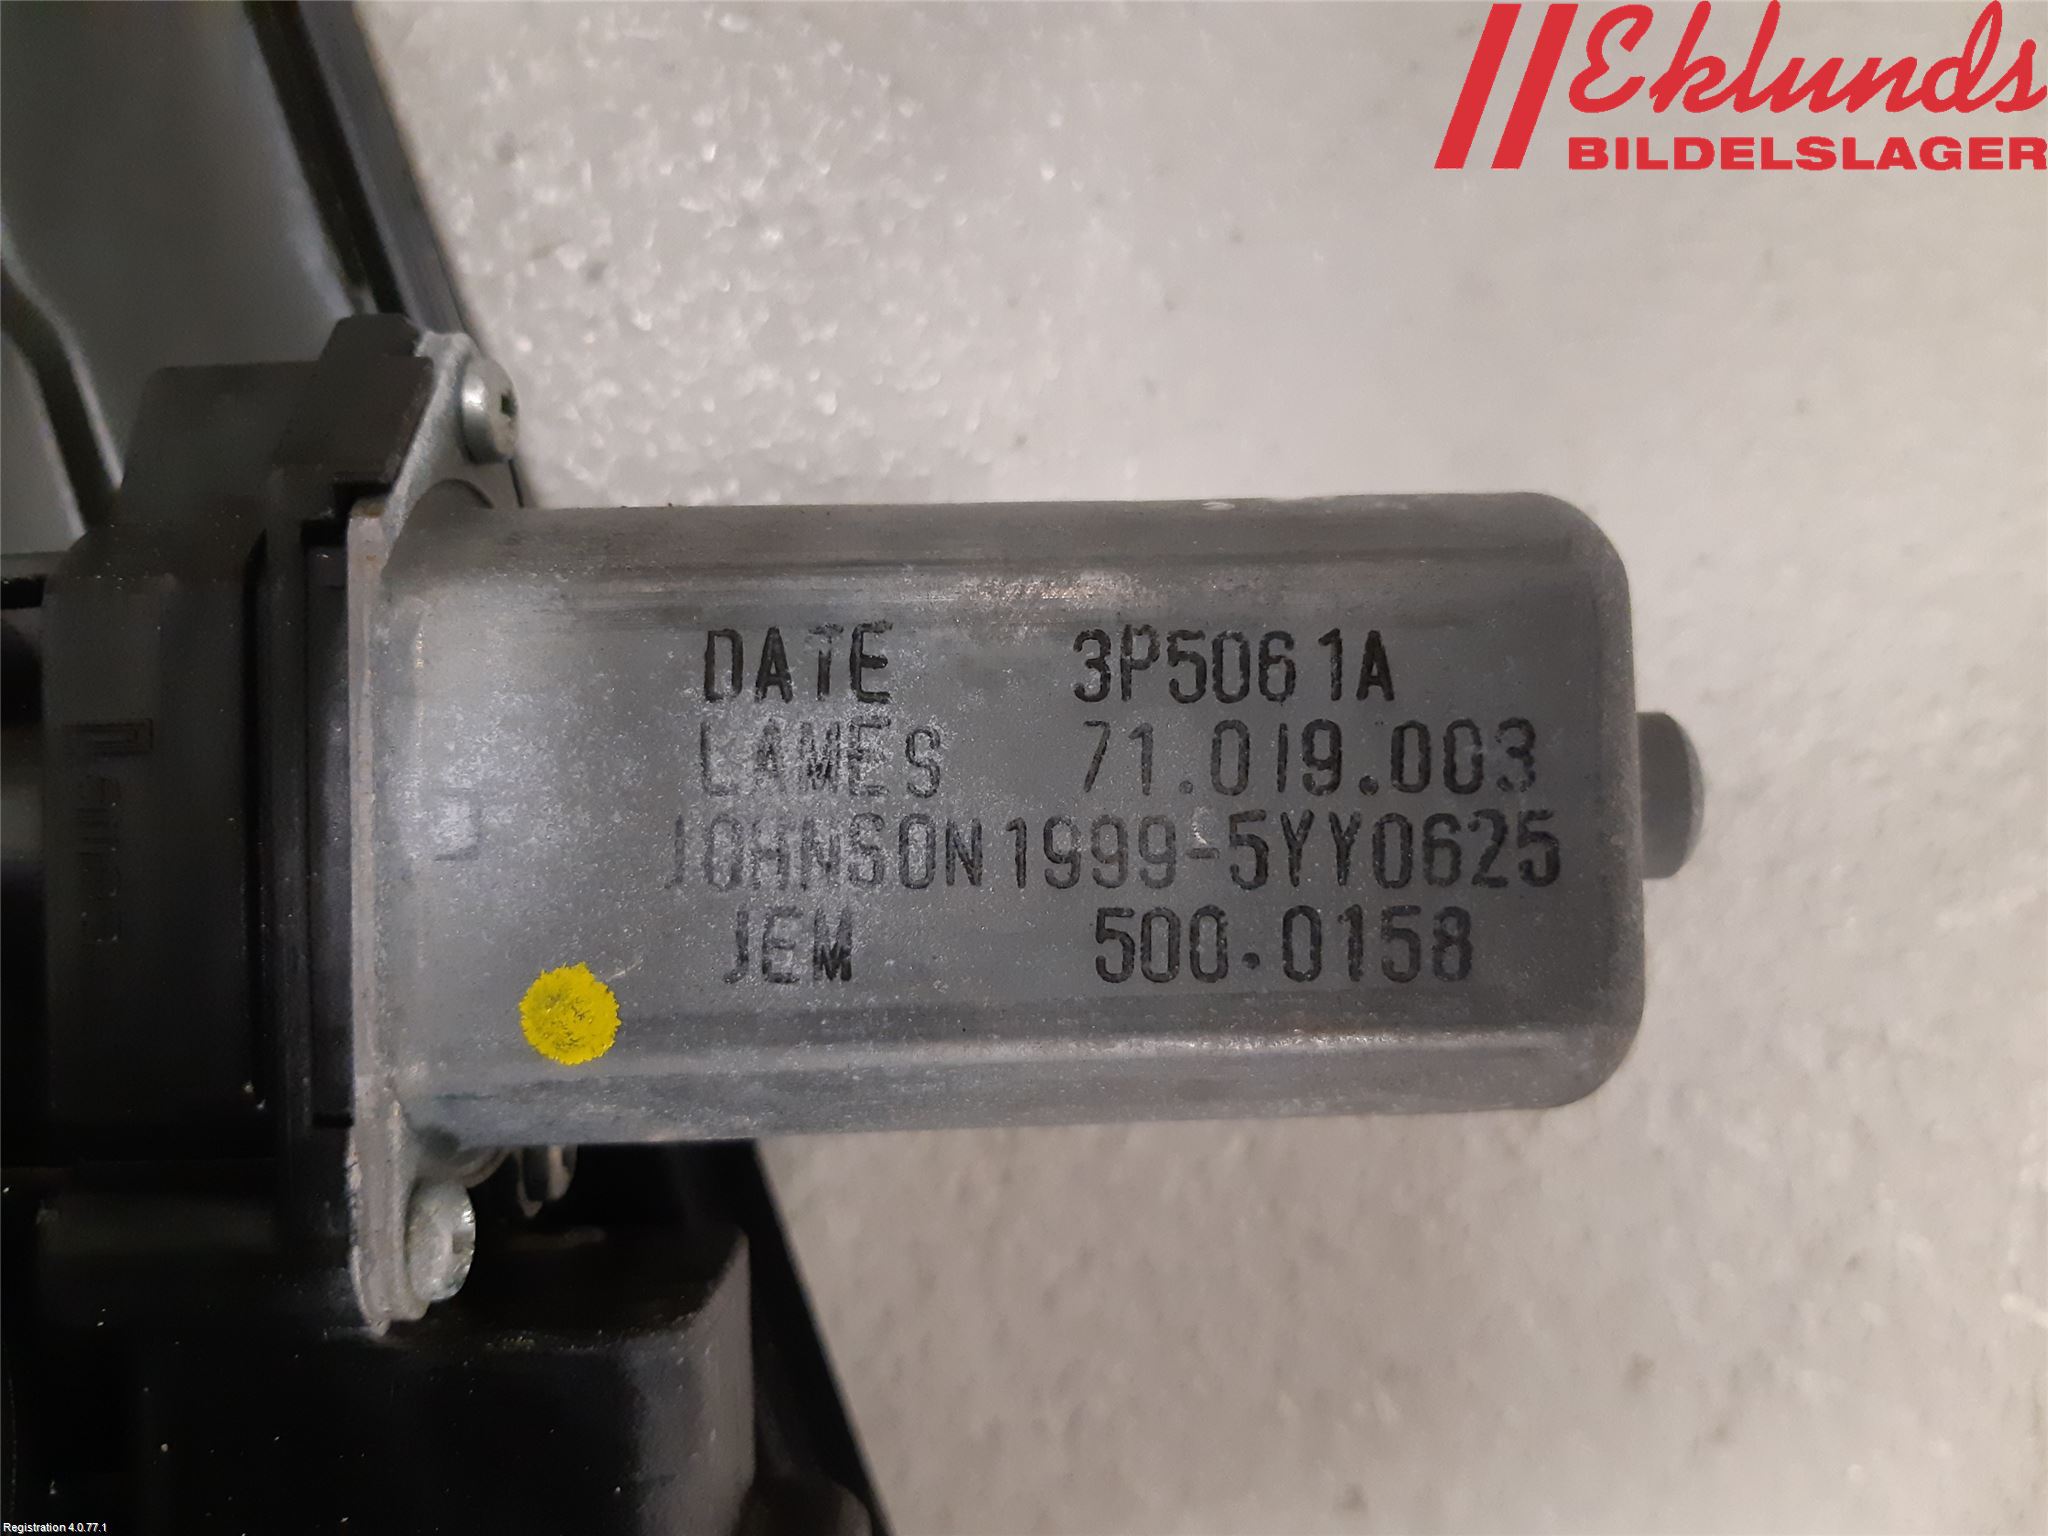 Eklunds
BILDELSLAGER
DATE 3P5061A
LAMES 71.019.003
JOHNSON 1999-5YY0625
JEM 500.0158
Registration 4.0.77.1